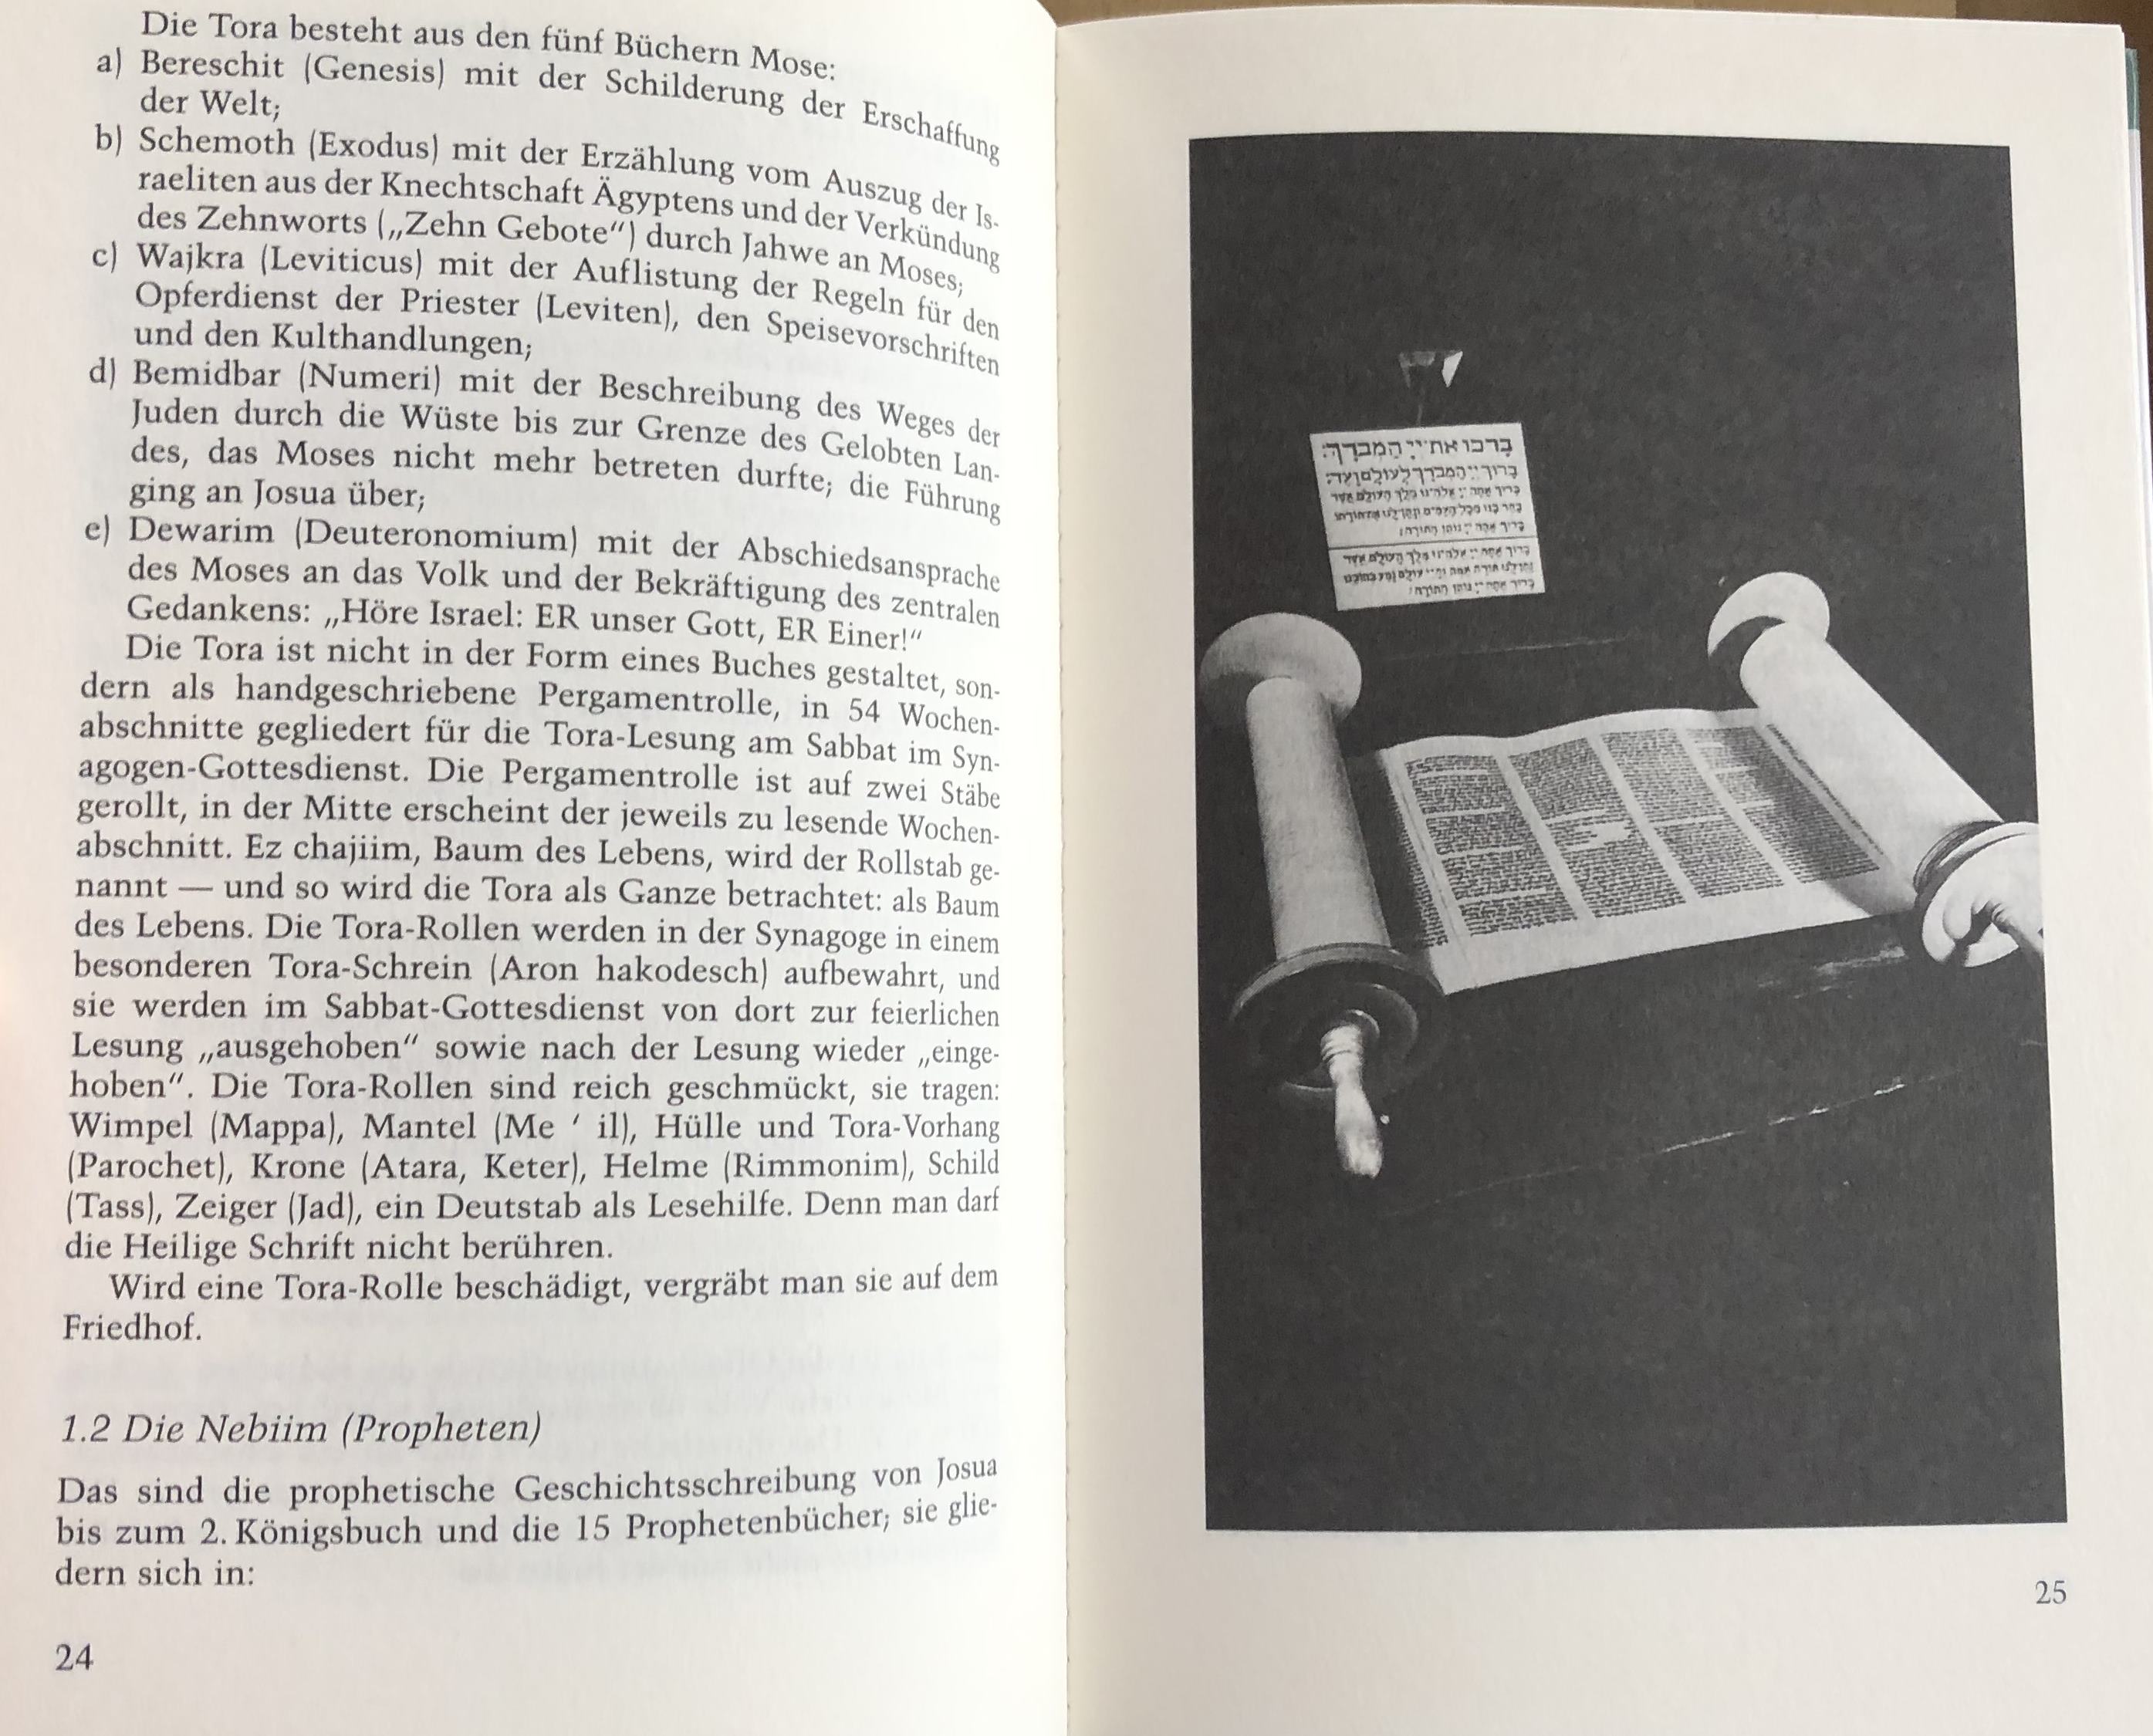 Die Tora besteht aus den fünf Büchern Mose:
a) Bereschit (Genesis) mit der Schilderung der Erschaffung
der Welt;
b) Schemoth (Exodus) mit der Erzählung vom Auszug der Is-
raeliten aus der Knechtschaft Ägyptens und der Verkündung
des Zehnworts („Zehn Gebote“) durch Jahwe an Moses;
c) Wajkra (Leviticus) mit der Auflistung der Regeln für den
Opferdienst der Priester (Leviten), den Speisevorschriften
und den Kulthandlungen;
d) Bemidbar (Numeri) mit der Beschreibung des Weges der
Juden durch die Wüste bis zur Grenze des Gelobten Lan-
des, das Moses nicht mehr betreten durfte; die Führung
ging an Josua über;
e) Dewarim (Deuteronomium) mit der Abschiedsansprache
des Moses an das Volk und der Bekräftigung des zentralen
Gedankens: „Höre Israel: ER unser Gott, ER Einer!“
Die Tora ist nicht in der Form eines Buches gestaltet, son-
dern als handgeschriebene Pergamentrolle, in 54 Wochen-
abschnitte gegliedert für die Tora-Lesung am Sabbat im Syn-
agogen-Gottesdienst. Die Pergamentrolle ist auf zwei Stäbe
gerollt, in der Mitte erscheint der jeweils zu lesende Wochen-
abschnitt. Ez chajiim, Baum des Lebens, wird der Rollstab ge-
nannt — und so wird die Tora als Ganze betrachtet: als Baum
des Lebens. Die Tora-Rollen werden in der Synagoge in einem
besonderen Tora-Schrein (Aron hakodesch) aufbewahrt, und
sie werden im Sabbat-Gottesdienst von dort zur feierlichen
Lesung „ausgehoben“ sowie nach der Lesung wieder „einge-
hoben“. Die Tora-Rollen sind reich geschmückt, sie tragen:
Wimpel (Mappa), Mantel (Me ‘ il), Hülle und Tora-Vorhang
(Parochet), Krone (Atara, Keter), Helme (Rimmonim), Schild
(Tass), Zeiger (Jad), ein Deutstab als Lesehilfe. Denn man darf
die Heilige Schrift nicht berühren.
Wird eine Tora-Rolle beschädigt, vergräbt man sie auf dem
Friedhof.
1.2 Die Nebiim (Propheten)
Das sind die prophetische Geschichtsschreibung von Josua
bis zum 2. Königsbuch und die 15 Prophetenbücher; sie glie-
dern sich in:
24
בָּרְכוּ אֶת־יְיָ הַמְבֹרָךְ:
בָּרוּךְ יְיָ הַמְבֹרָךְ לְעוֹלָם וָעֶד:
25